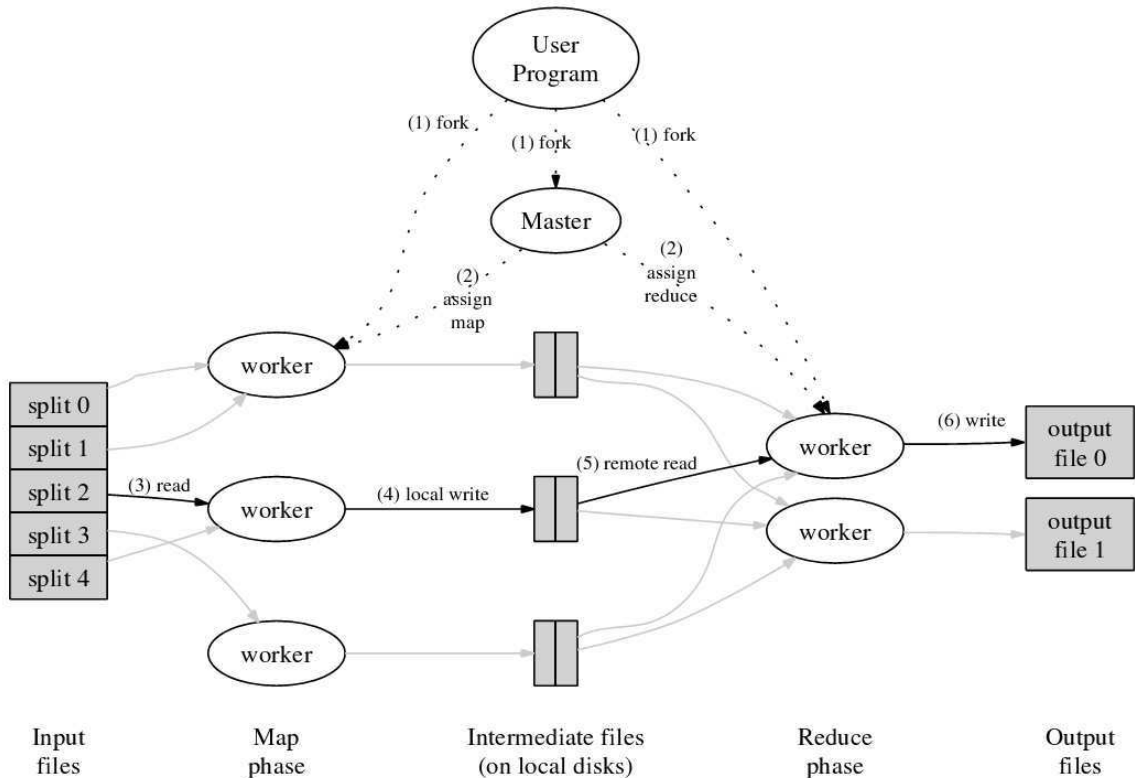 User
Program
(1) fork
(1) fork
(1) fork
Master
(2)
assign
map
(2)
assign
reduce
worker
split 0
split 1
split 2
split 3
split 4
(3) read
worker
(4) local write
worker
(5) remote read
worker
(6) write
output
file 0
worker
output
file 1
Input
files
Map
phase
Intermediate files
(on local disks)
Reduce
phase
Output
files